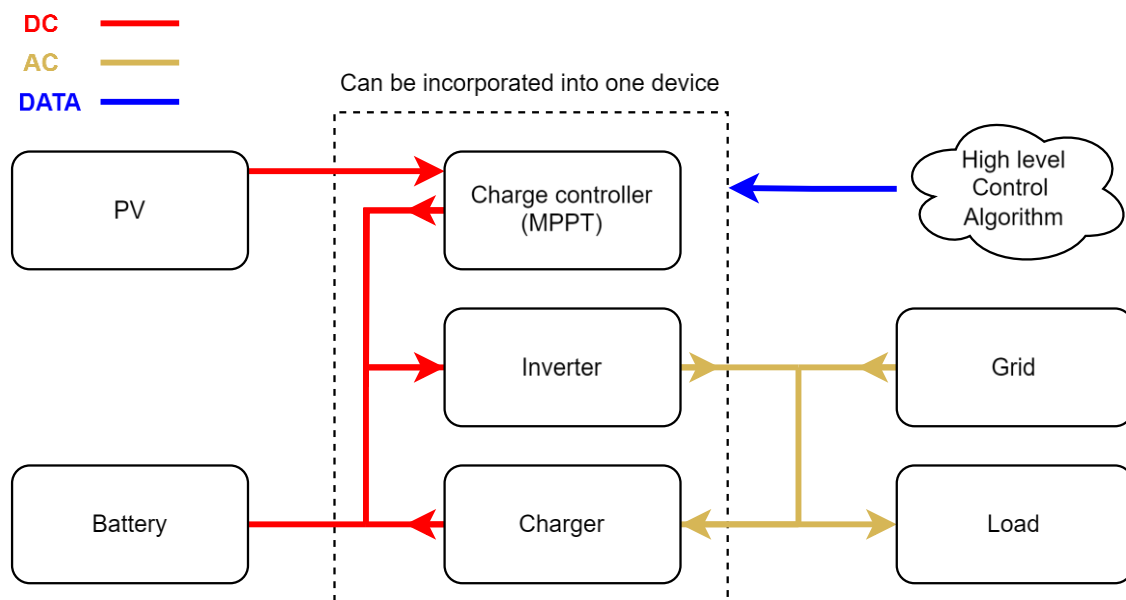 DC
AC
DATA
Can be incorporated into one device
PV
Charge controller
(MPPT)
High level
Control
Algorithm
Inverter
Grid
Battery
Charger
Load